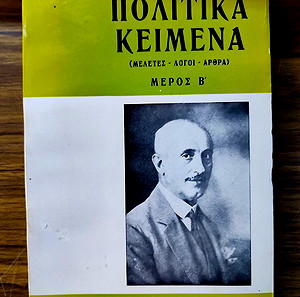 ΠΟΛΙΤΙΚΑ
ΚΕΙΜΕΝΑ
(ΜΕΛΕΤΕΣ - ΛΟΓΟΙ - ΑΡΘΡΑ)
ΜΕΡΟΣ Β'